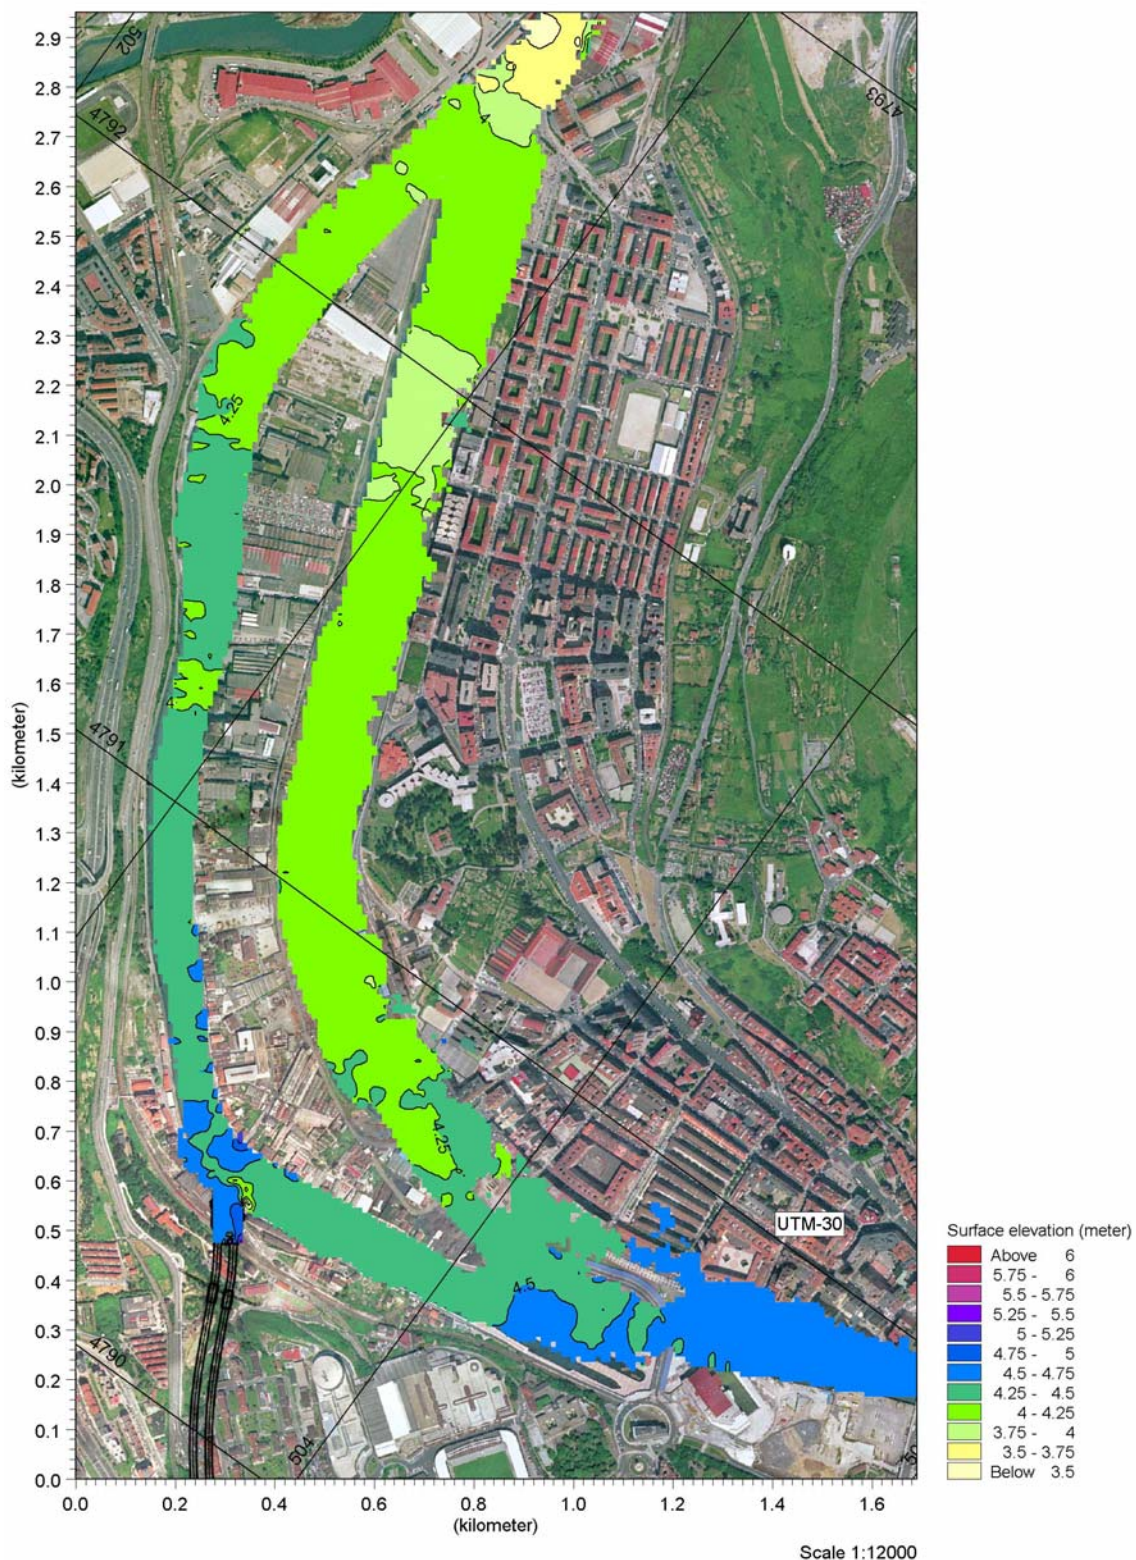 2.9
2.8
2.7
2.6
2.5
2.4
2.3
2.2
2.1
2.0
1.9
1.8
1.7
1.6
1.5
1.4
1.3
1.2
1.1
1.0
0.9
0.8
0.7
0.6
0.5
0.4
0.3
0.2
0.1
0.0
(kilometer)
502
4793
4792
4
4.25
4
4791
4.25
UTM-30
4.5
4790
504
0.0 0.2 0.4 0.6 0.8 1.0 1.2 1.4 1.6
(kilometer)
Surface elevation (meter)
Above 6
5.75 - 6
5.5 - 5.75
5.25 - 5.5
5 - 5.25
4.75 - 5
4.5 - 4.75
4.25 - 4.5
4 - 4.25
3.75 - 4
3.5 - 3.75
Below 3.5
Scale 1:12000